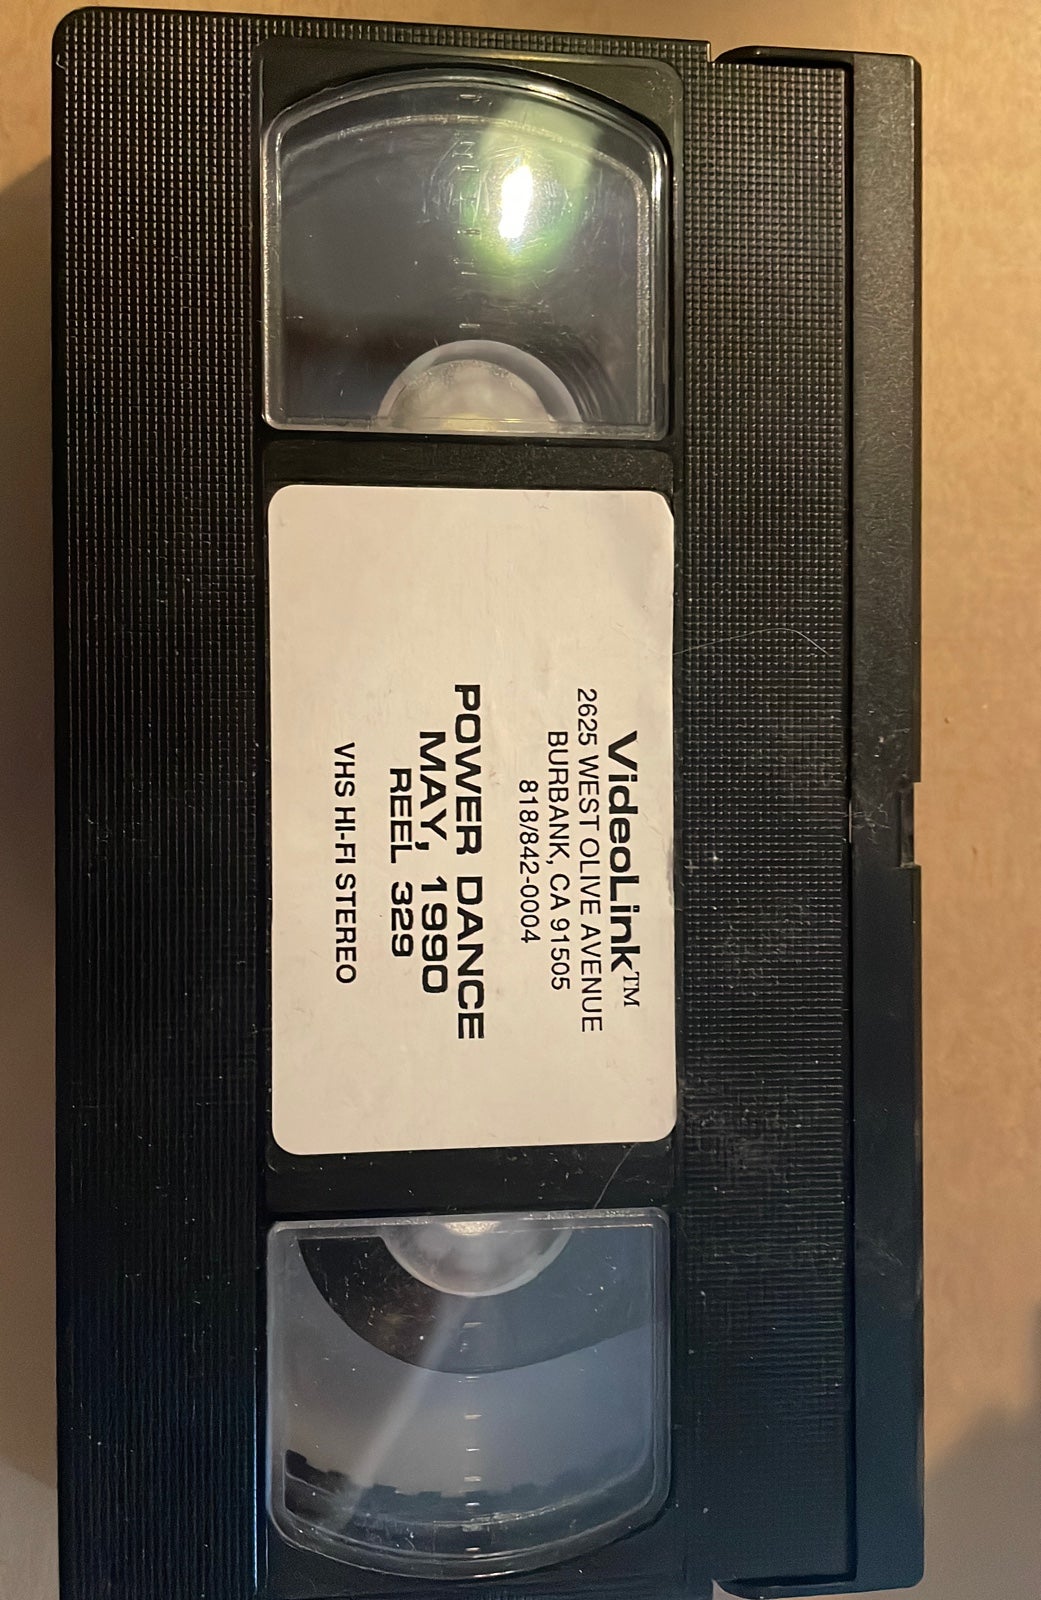 VideoLink™
2625 WEST OLIVE AVENUE
BURBANK, CA 91505
818/842-0004
POWER DANCE
MAY, 1990
REEL 329
VHS HI-FI STEREO